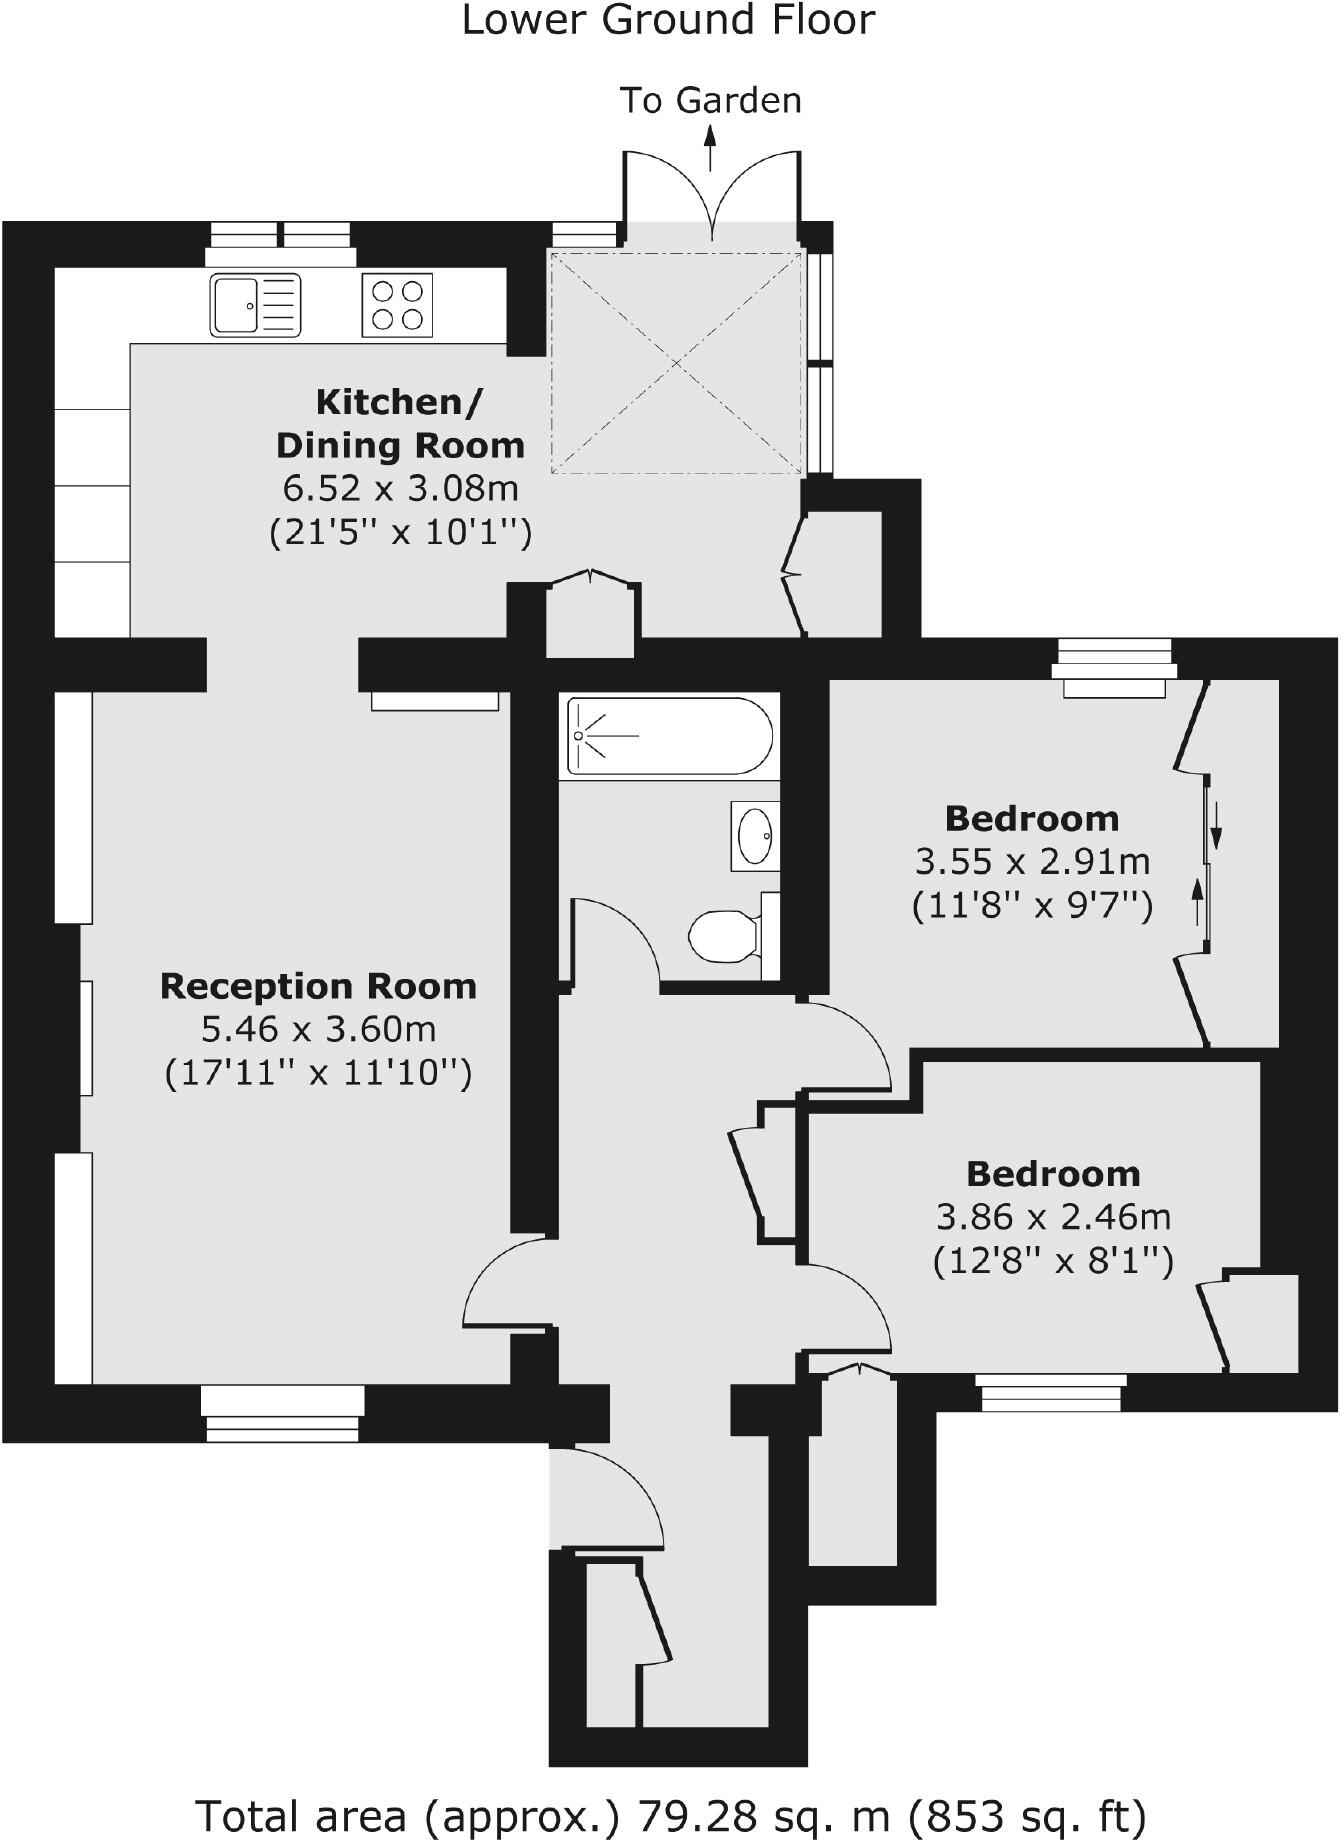 Lower Ground Floor
To Garden
Kitchen/
Dining Room
6.52 x 3.08m
(21'5'' x 10'1'')
Bedroom
3.55 x 2.91m
(11'8'' x 9'7'')
Reception Room
5.46 x 3.60m
(17'11'' x 11'10'')
Bedroom
3.86 x 2.46m
(12'8'' x 8'1'')
Total area (approx.) 79.28 sq. m (853 sq. ft)